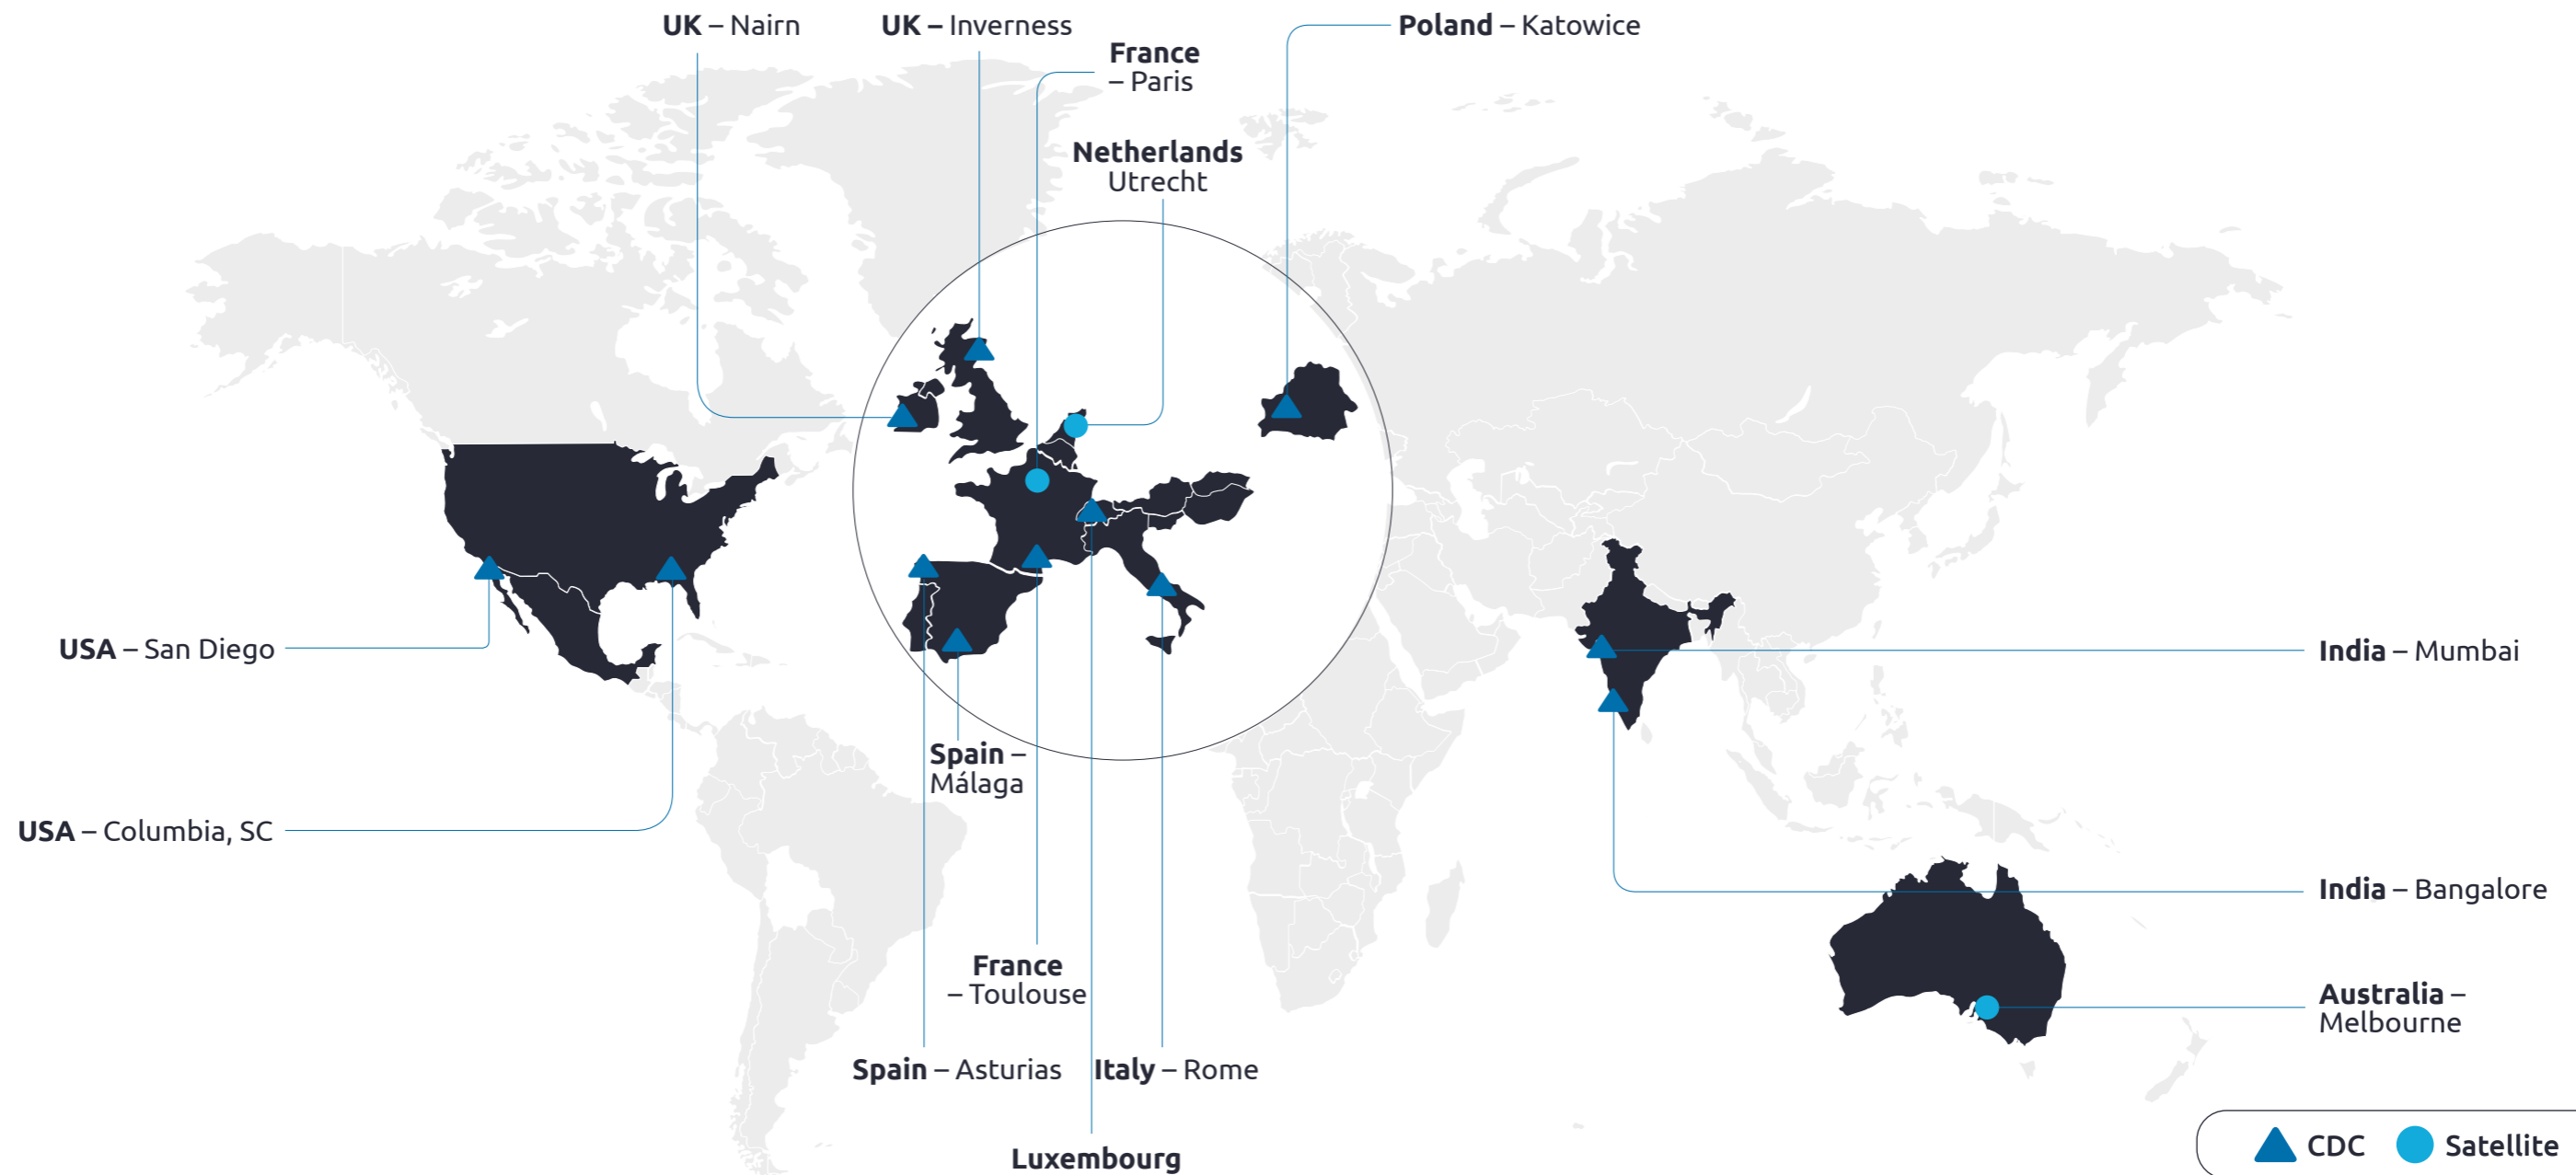 UK – Nairn
UK – Inverness
Poland – Katowice
France
– Paris
Netherlands
Utrecht
USA – San Diego
India – Mumbai
Spain –
Málaga
USA – Columbia, SC
India – Bangalore
France
– Toulouse
Australia –
Melbourne
Spain – Asturias
Italy – Rome
Luxembourg
CDC
Satellite